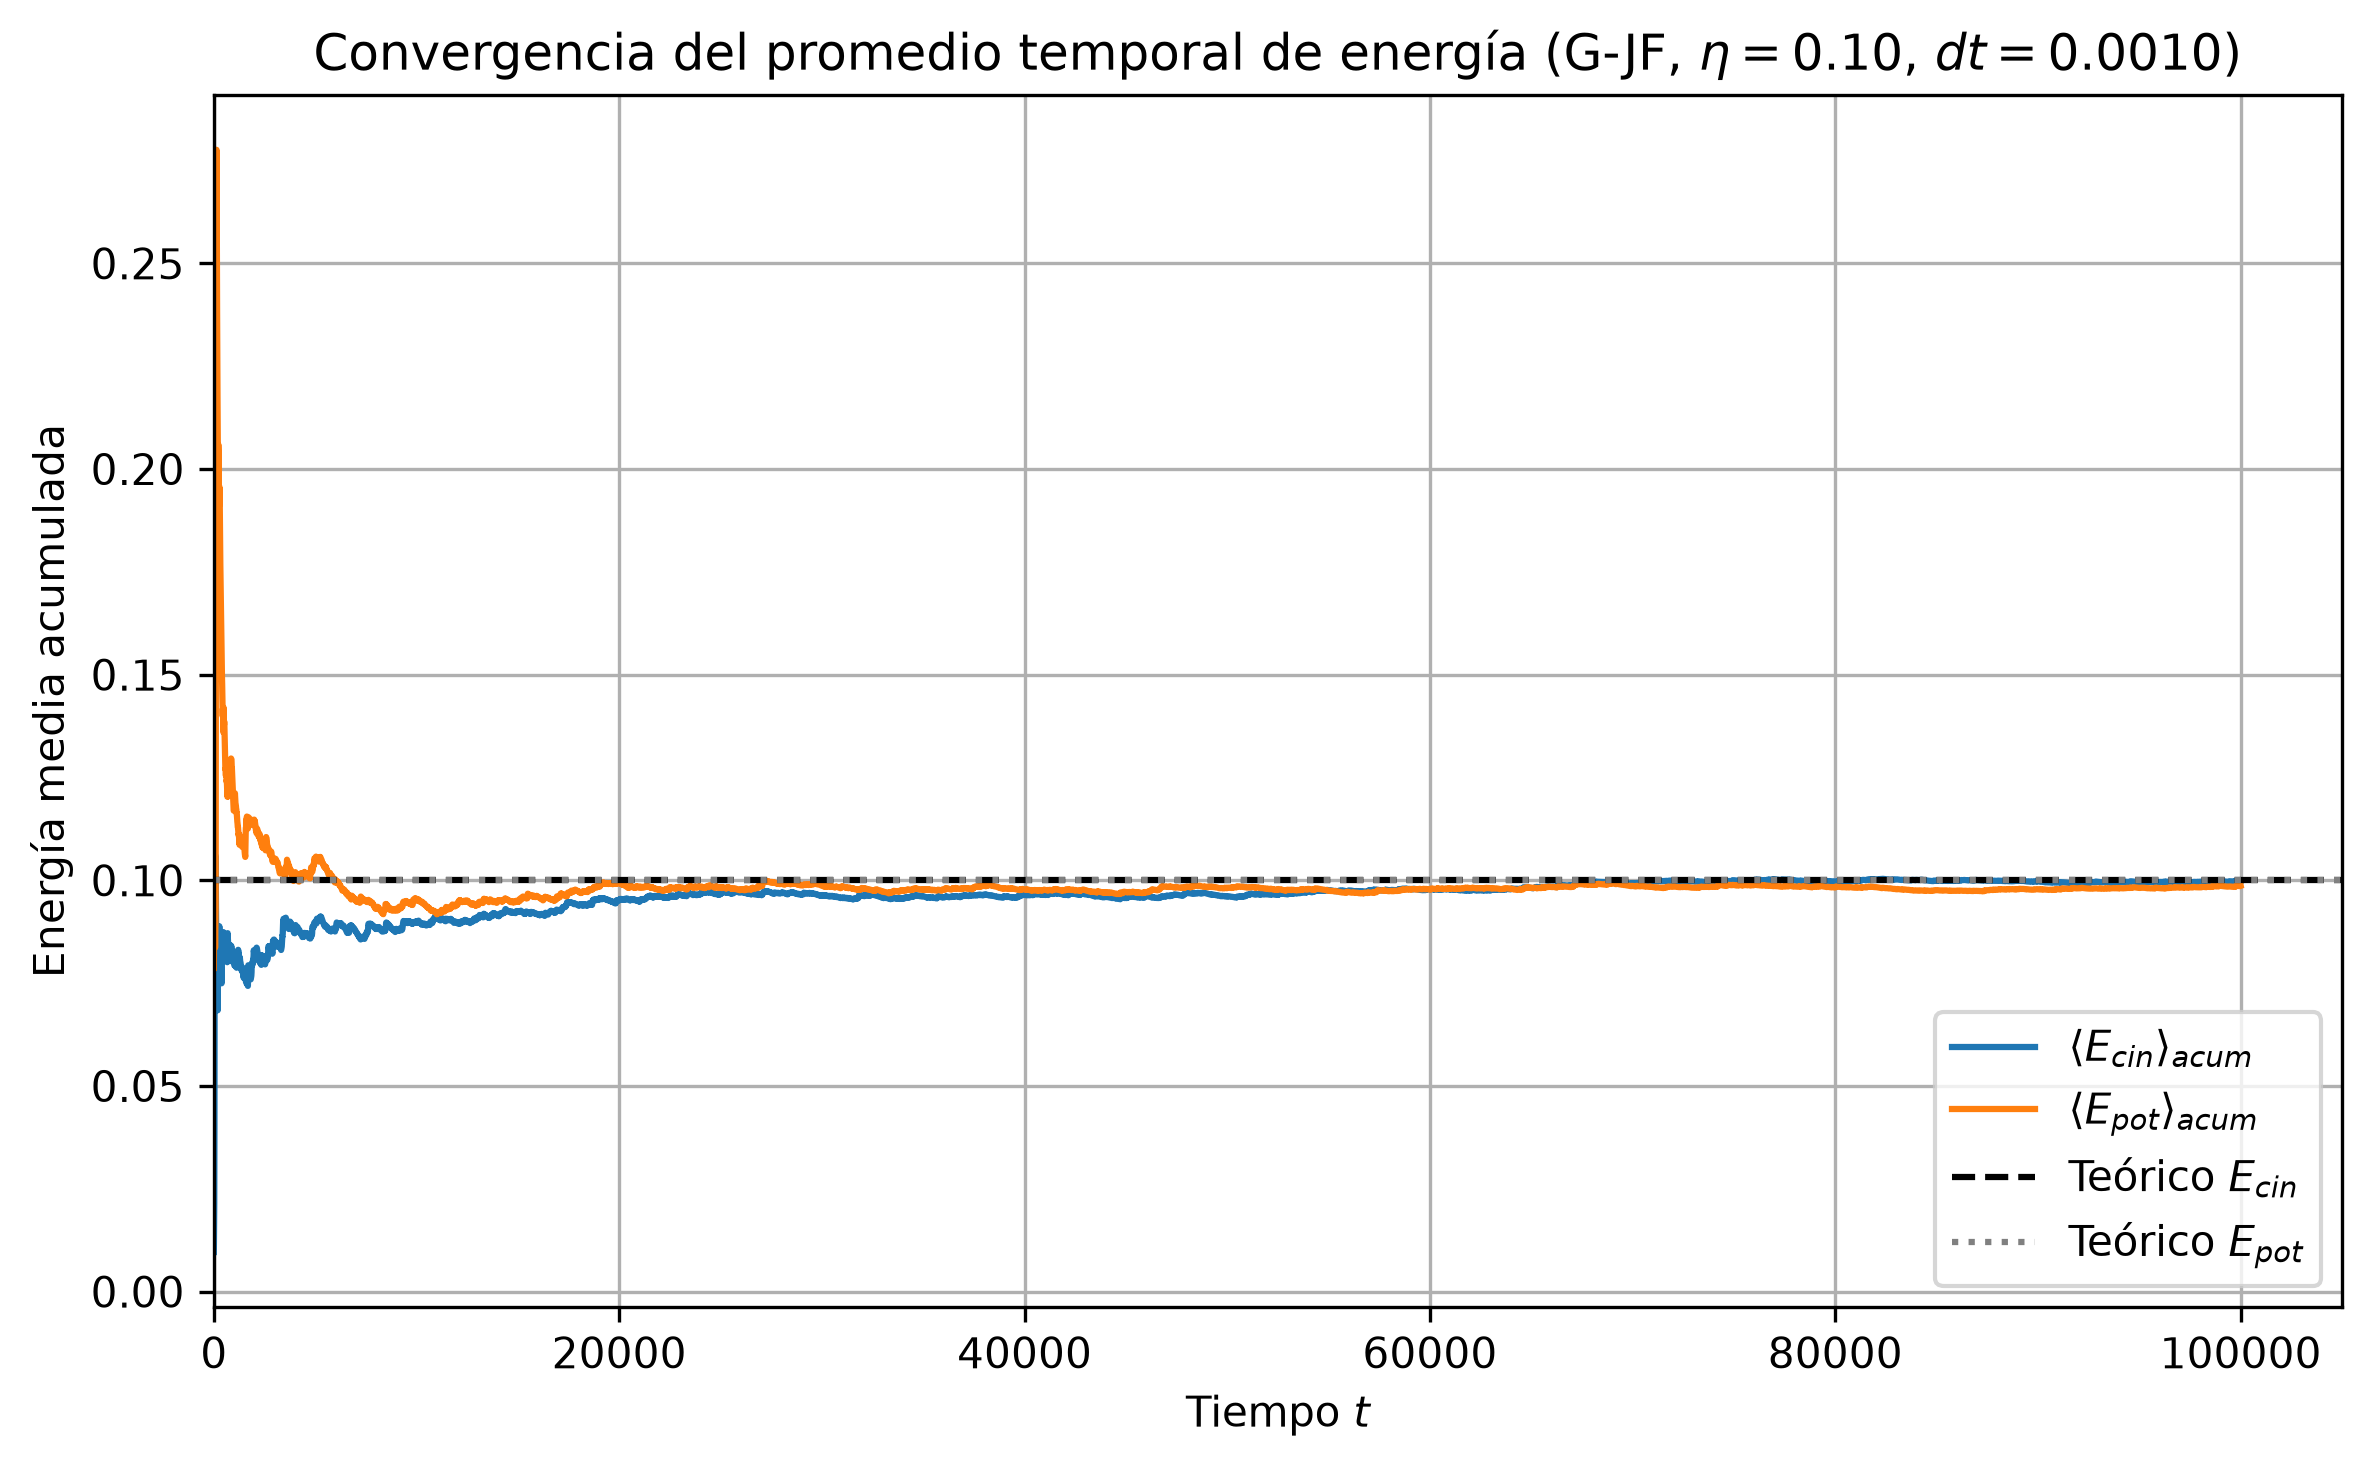 Convergencia del promedio temporal de energía (G-JF, η = 0.10, dt = 0.0010)
Energía media acumulada
0.25
0.20
0.15
0.10
0.05
0.00
0 20000 40000 60000 80000 100000
Tiempo t
⟨E_cin⟩_acum
⟨E_pot⟩_acum
Teórico E_cin
Teórico E_pot